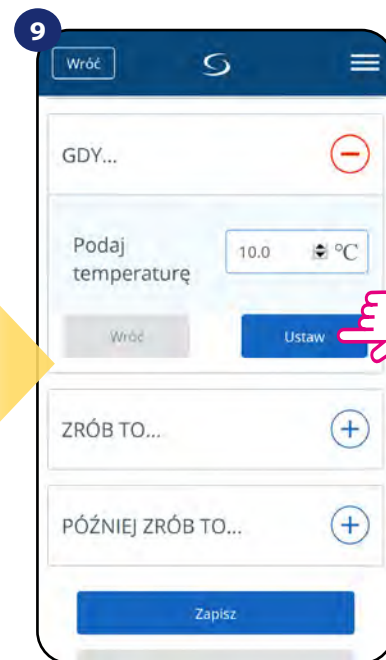 9
Wróć
GDY...
Podaj
temperaturę
10.0 °C
Wróć
Ustaw
ZRÓB TO...
PÓŹNIEJ ZRÓB TO...
Zapisz